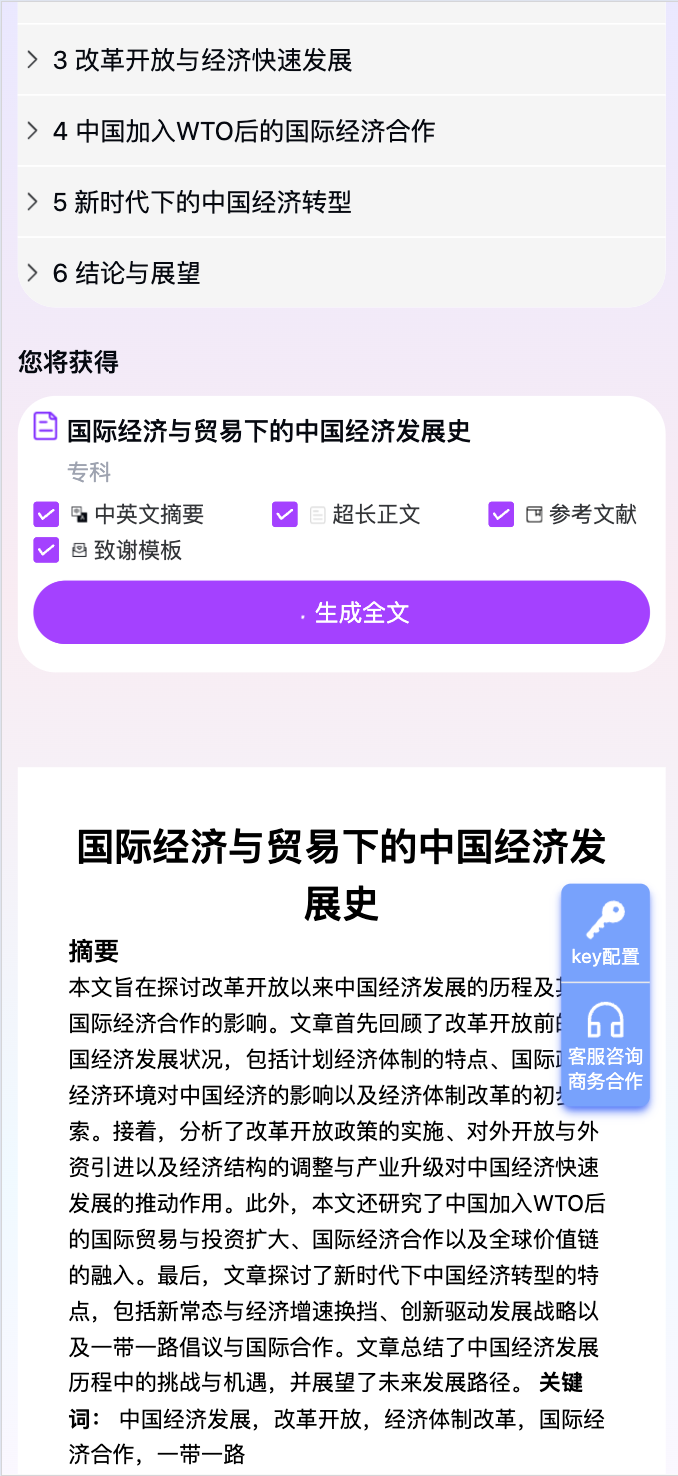 3 改革开放与经济快速发展
4 中国加入WTO后的国际经济合作
5 新时代下的中国经济转型
6 结论与展望
您将获得
国际经济与贸易下的中国经济发展史
专科
中英文摘要 超长正文 参考文献
致谢模板
生成全文
国际经济与贸易下的中国经济发
展史
摘要
本文旨在探讨改革开放以来中国经济发展的历程及
国际经济合作的影响。文章首先回顾了改革开放前
国经济发展状况，包括计划经济体制的特点、国际
经济环境对中国经济的影响以及经济体制改革的初
索。接着，分析了改革开放政策的实施、对外开放与外
资引进以及经济结构的调整与产业升级对中国经济快速
发展的推动作用。此外，本文还研究了中国加入WTO后
的国际贸易与投资扩大、国际经济合作以及全球价值链
的融入。最后，文章探讨了新时代下中国经济转型的特
点，包括新常态与经济增速换挡、创新驱动发展战略以
及一带一路倡议与国际合作。文章总结了中国经济发展
历程中的挑战与机遇，并展望了未来发展路径。 关键
词： 中国经济发展，改革开放，经济体制改革，国际经
济合作，一带一路
key配置
客服咨询
商务合作